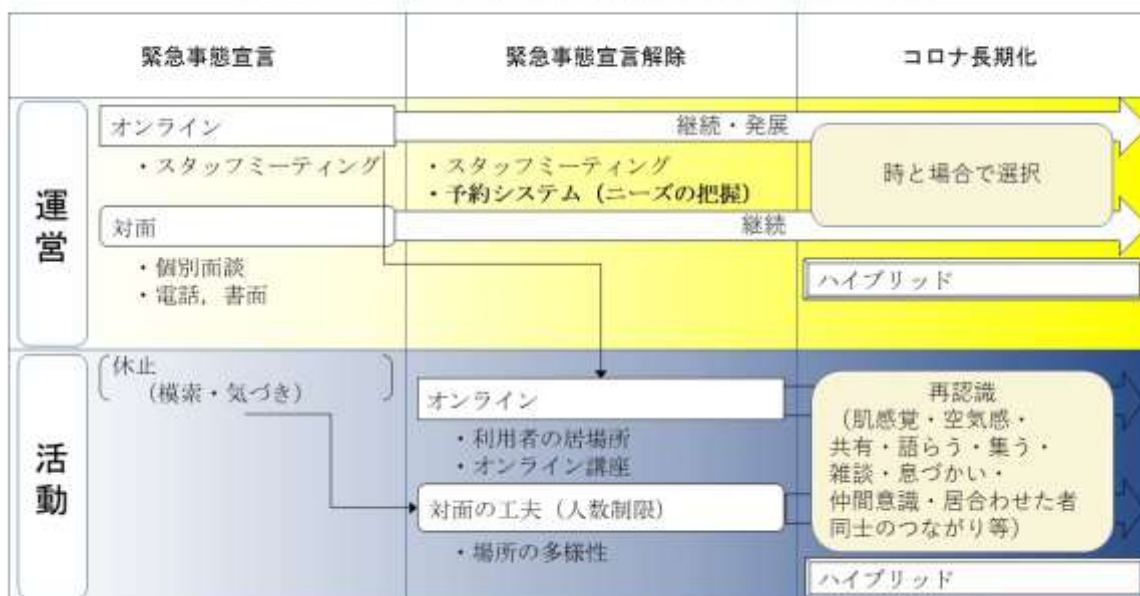 緊急事態宣言
緊急事態宣言解除
コロナ長期化
運営
オンライン
継続・発展
・スタッフミーティング
・スタッフミーティング
・予約システム（ニーズの把握）
時と場合で選択
対面
継続
・個別面談
・電話，書面
ハイブリッド
活動
休止
（模索・気づき）
オンライン
・利用者の居場所
・オンライン講座
対面の工夫（人数制限）
・場所の多様性
再認識
（肌感覚・空気感・
共有・語らう・集う・
雑談・息づかい・
仲間意識・居合わせた者
同士のつながり等）
ハイブリッド